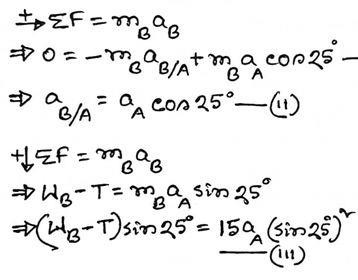 +→ ΣF = m_B a_B
⇒ 0 = -m_B a_B/A + m_B a_A cos 25° -
⇒ a_B/A = a_A cos 25° — (ii)
+↓ ΣF = m_B a_B
⇒ W_B - T = m_B a_A sin 25°
⇒ (W_B - T) sin 25° = 15 a_A (sin 25°)²
— (iii)